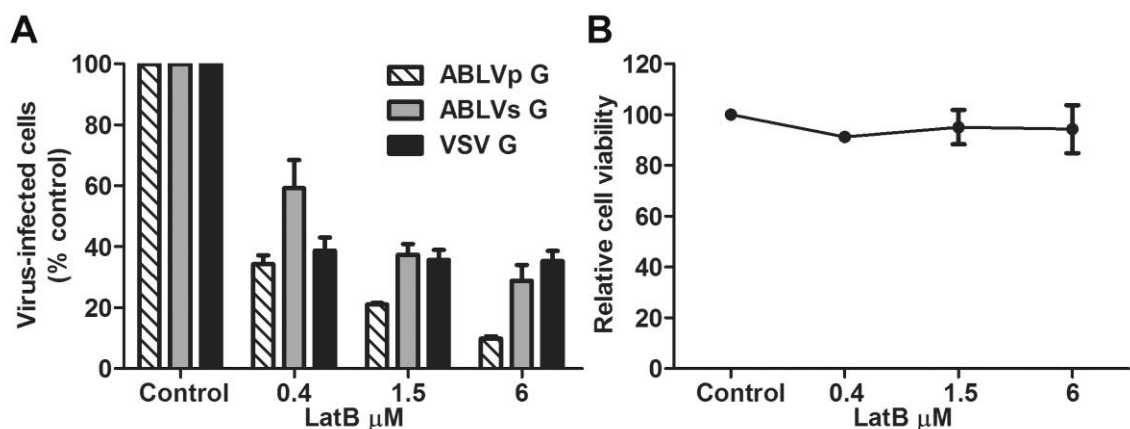 A
Virus-infected cells
(% control)
100
80
60
40
20
0
ABLVp G
ABLVs G
VSV G
Control 0.4 1.5 6
LatB μM
B
Relative cell viability
120
100
80
60
40
20
0
Control 0.4 1.5 6
LatB μM